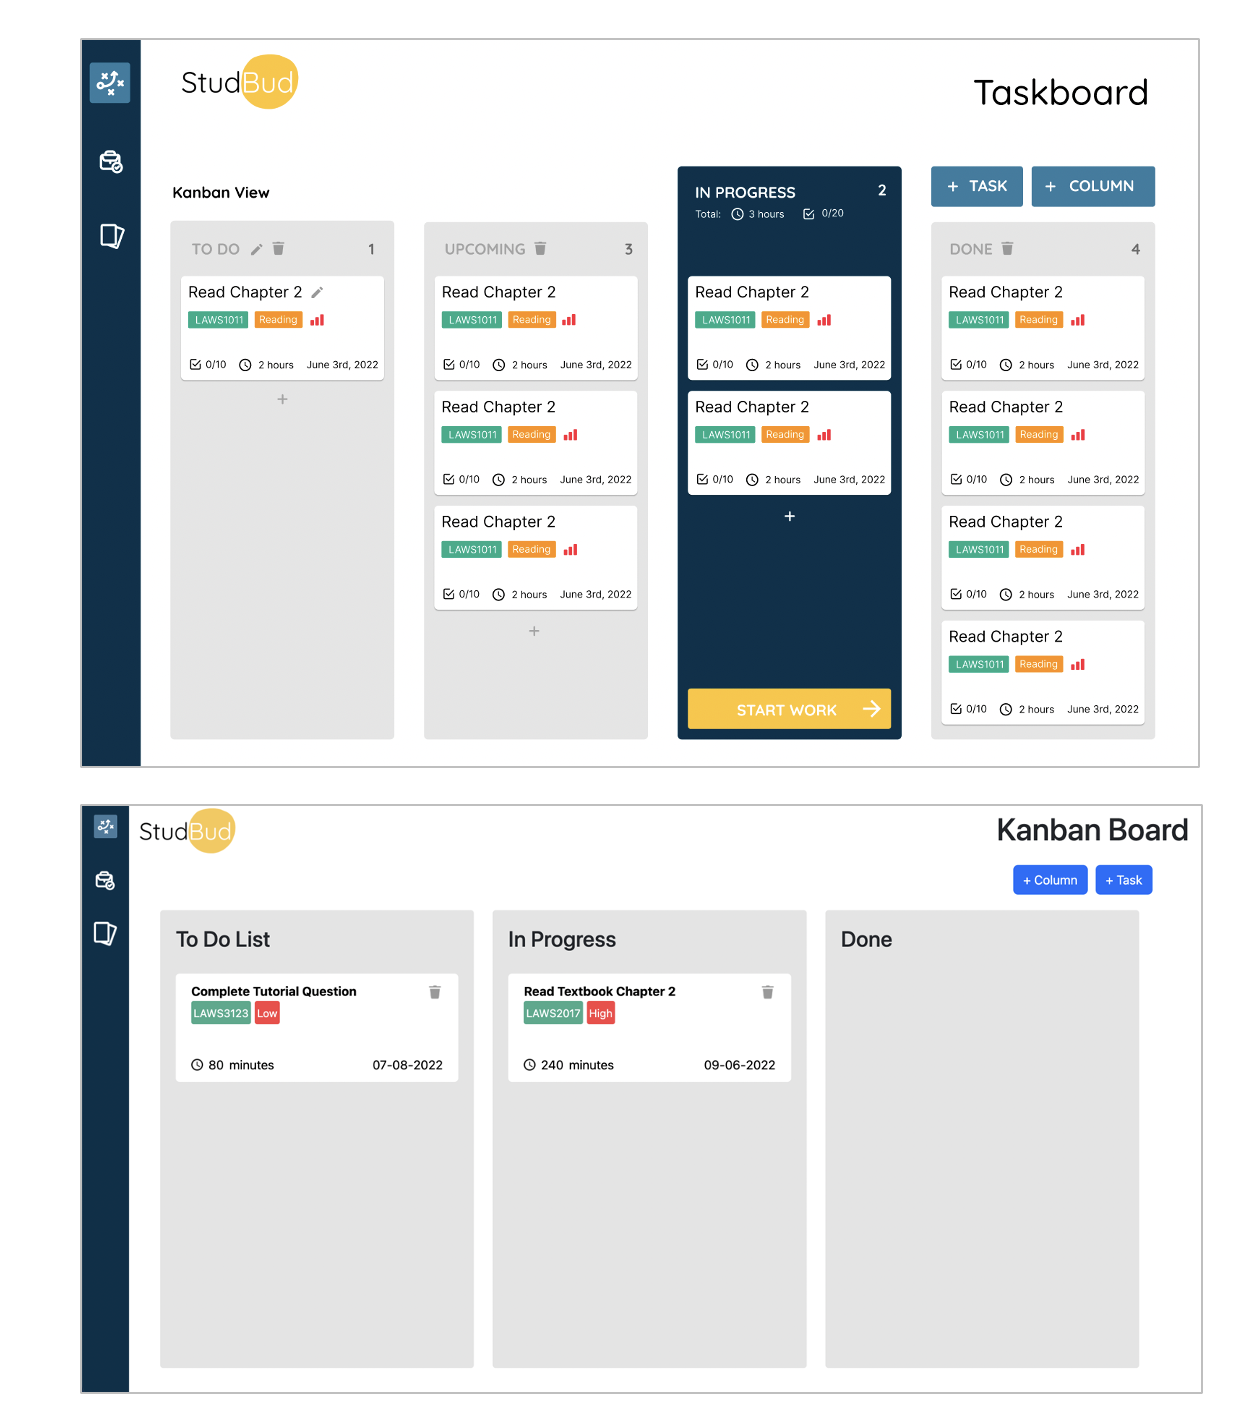 StudBud
Taskboard
Kanban View
+ TASK
+ COLUMN
TO DO 1
Read Chapter 2
LAWS1011 Reading
0/10 2 hours June 3rd, 2022
+
UPCOMING 3
Read Chapter 2
LAWS1011 Reading
0/10 2 hours June 3rd, 2022
Read Chapter 2
LAWS1011 Reading
0/10 2 hours June 3rd, 2022
Read Chapter 2
LAWS1011 Reading
0/10 2 hours June 3rd, 2022
+
IN PROGRESS 2
Total: 3 hours 0/20
Read Chapter 2
LAWS1011 Reading
0/10 2 hours June 3rd, 2022
Read Chapter 2
LAWS1011 Reading
0/10 2 hours June 3rd, 2022
+
START WORK
DONE 4
Read Chapter 2
LAWS1011 Reading
0/10 2 hours June 3rd, 2022
Read Chapter 2
LAWS1011 Reading
0/10 2 hours June 3rd, 2022
Read Chapter 2
LAWS1011 Reading
0/10 2 hours June 3rd, 2022
Read Chapter 2
LAWS1011 Reading
0/10 2 hours June 3rd, 2022
StudBud
Kanban Board
+ Column
+ Task
To Do List
Complete Tutorial Question
LAWS3123 Low
80 minutes 07-08-2022
In Progress
Read Textbook Chapter 2
LAWS2017 High
240 minutes 09-06-2022
Done